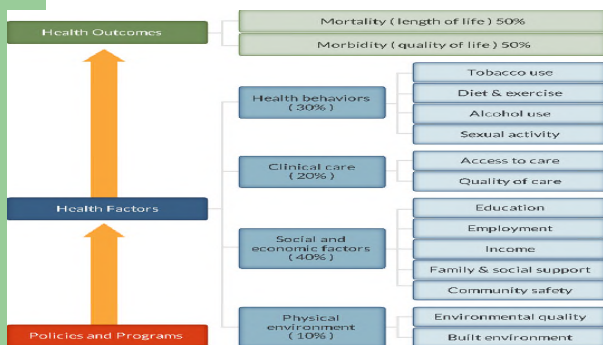 Health Outcomes
Mortality (length of life) 50%
Morbidity (quality of life) 50%
Health behaviors
(30%)
Tobacco use
Diet & exercise
Alcohol use
Sexual activity
Clinical care
(20%)
Access to care
Quality of care
Health Factors
Social and
economic factors
(40%)
Education
Employment
Income
Family & social support
Community safety
Policies and Programs
Physical
environment
(10%)
Environmental quality
Built environment